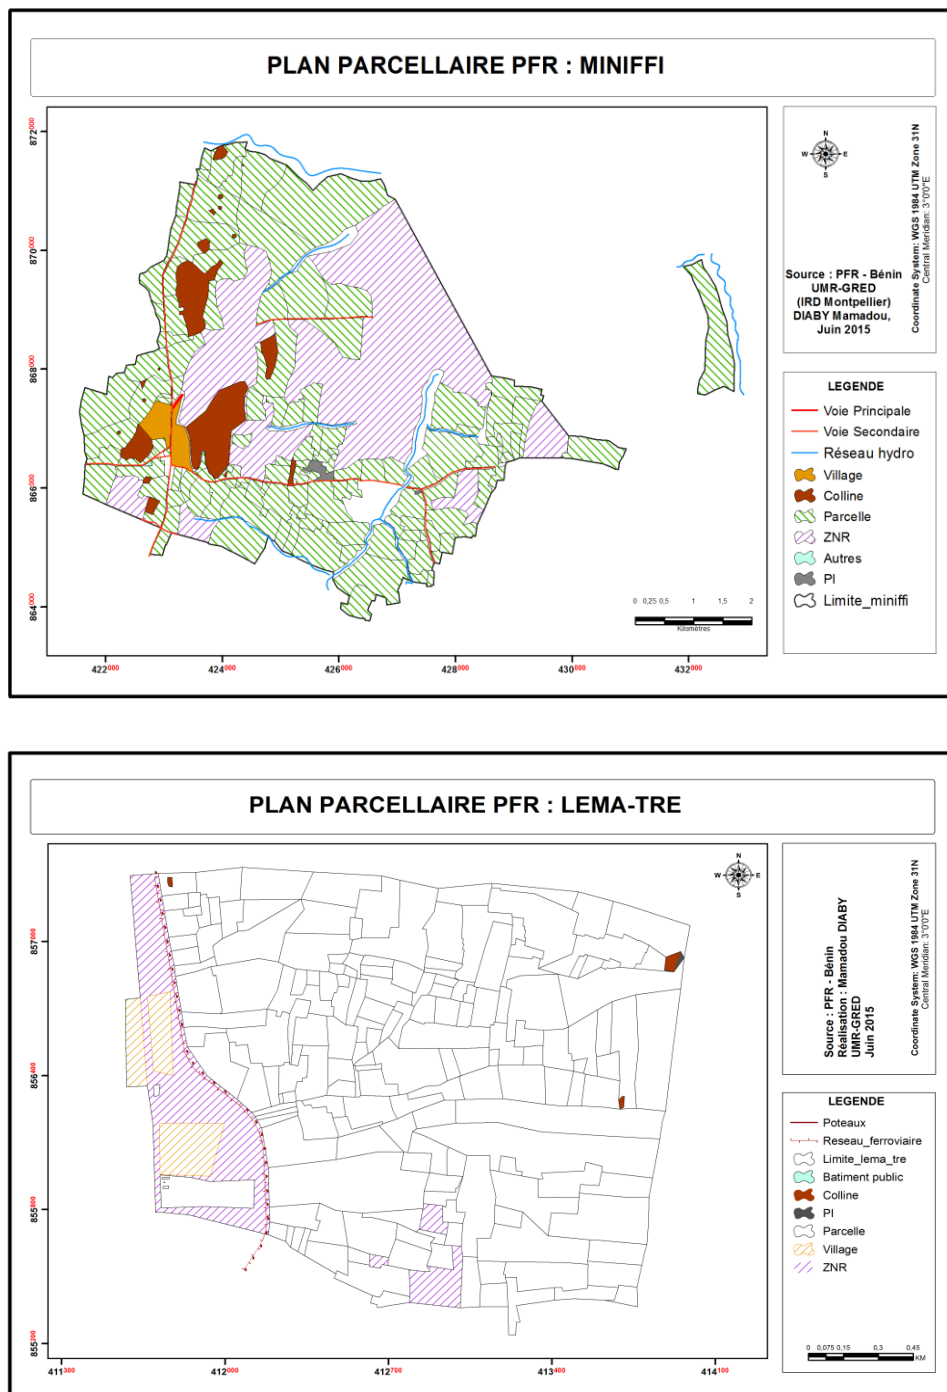 PLAN PARCELLAIRE PFR : MINIFFI
872000
870000
868000
866000
864000
422000
424000
426000
428000
430000
432000
0 0,25 0,5 1 1,5 2
Kilomètres
N
W E
S
Coordinate System: WGS 1984 UTM Zone 31N
Central Meridian: 3°0'0"E
Source : PFR - Bénin
UMR-GRED
(IRD Montpellier)
DIABY Mamadou,
Juin 2015
LEGENDE
Voie Principale
Voie Secondaire
Réseau hydro
Village
Colline
Parcelle
ZNR
Autres
PI
Limite_miniffi
PLAN PARCELLAIRE PFR : LEMA-TRE
N
W E
S
857000
856400
855800
855200
411300
412000
412700
413400
414100
Source : PFR - Bénin
Réalisation : Mamadou DIABY
UMR-GRED
Juin 2015
Coordinate System: WGS 1984 UTM Zone 31N
Central Meridian: 3°0'0"E
LEGENDE
Poteaux
Reseau_ferroviaire
Limite_lema_tre
Batiment public
Colline
PI
Parcelle
Village
ZNR
0 0,075 0,15 0,3 0,45
KM